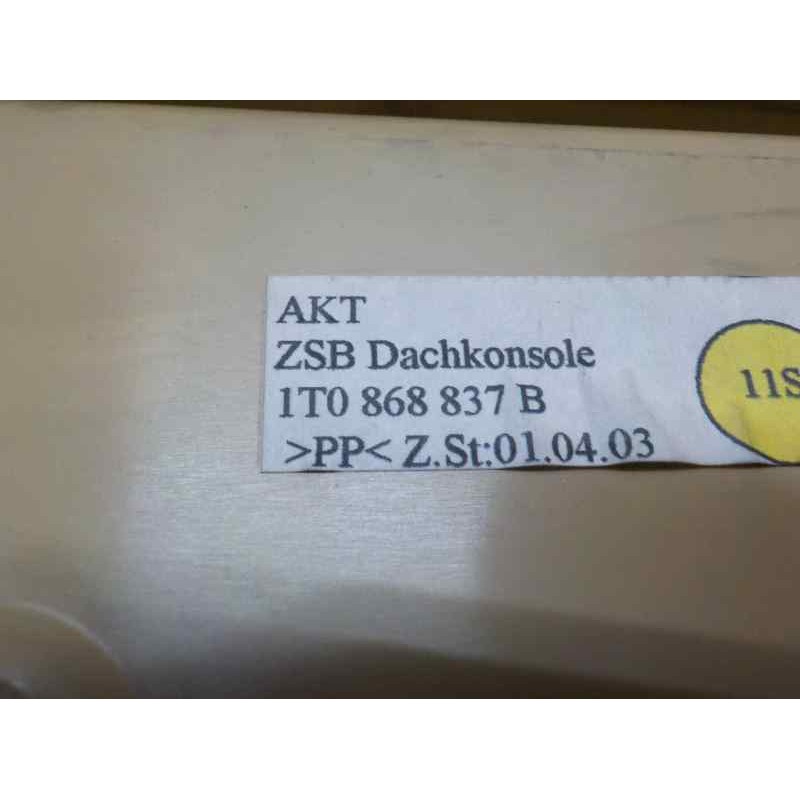 AKT
ZSB Dachkonsole
1T0 868 837 B
>PP< Z.St:01.04.03
11S